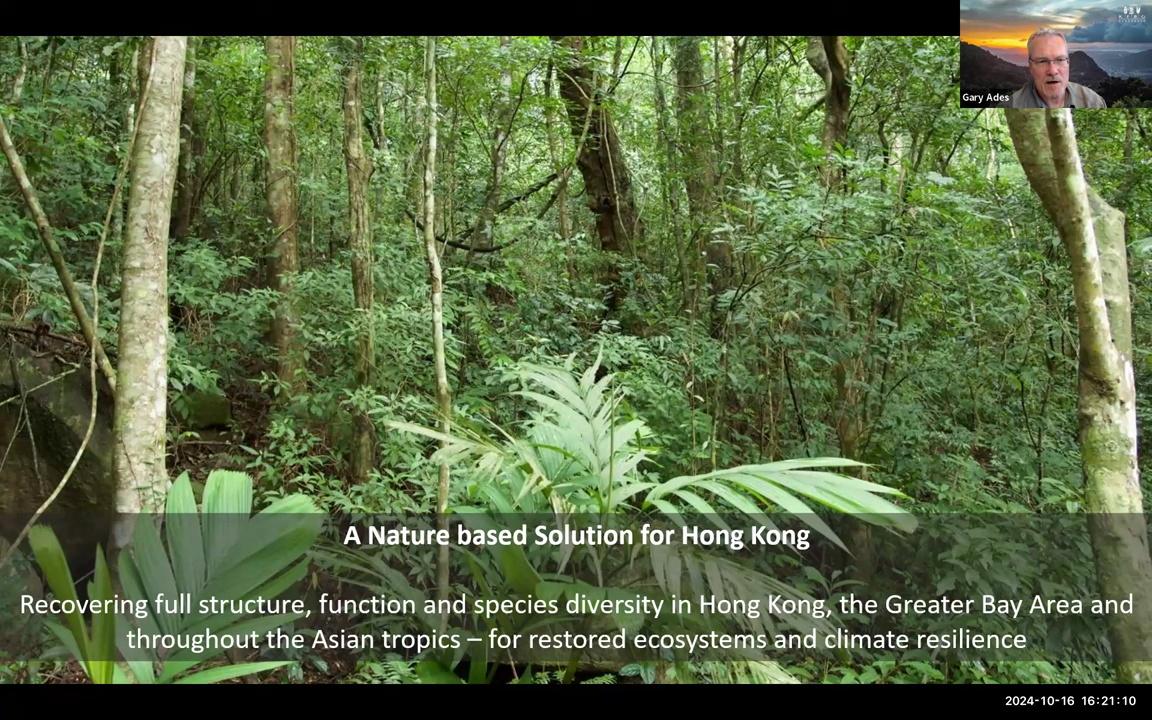 Gary Ades
A Nature based Solution for Hong Kong
Recovering full structure, function and species diversity in Hong Kong, the Greater Bay Area and
throughout the Asian tropics – for restored ecosystems and climate resilience
2024-10-16 16:21:10